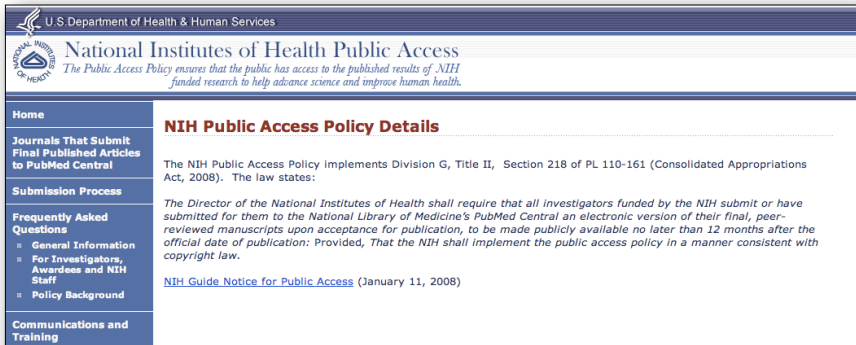 U.S.Department of Health & Human Services
NATIONAL INSTITUTES OF HEALTH
National Institutes of Health Public Access
The Public Access Policy ensures that the public has access to the published results of NIH
funded research to help advance science and improve human health.
Home
Journals That Submit
Final Published Articles
to PubMed Central
Submission Process
Frequently Asked
Questions
General Information
For Investigators,
Awardees and NIH
Staff
Policy Background
Communications and
Training
NIH Public Access Policy Details
The NIH Public Access Policy implements Division G, Title II, Section 218 of PL 110-161 (Consolidated Appropriations
Act, 2008). The law states:
The Director of the National Institutes of Health shall require that all investigators funded by the NIH submit or have
submitted for them to the National Library of Medicine's PubMed Central an electronic version of their final, peer-
reviewed manuscripts upon acceptance for publication, to be made publicly available no later than 12 months after the
official date of publication: Provided, That the NIH shall implement the public access policy in a manner consistent with
copyright law.
NIH Guide Notice for Public Access (January 11, 2008)